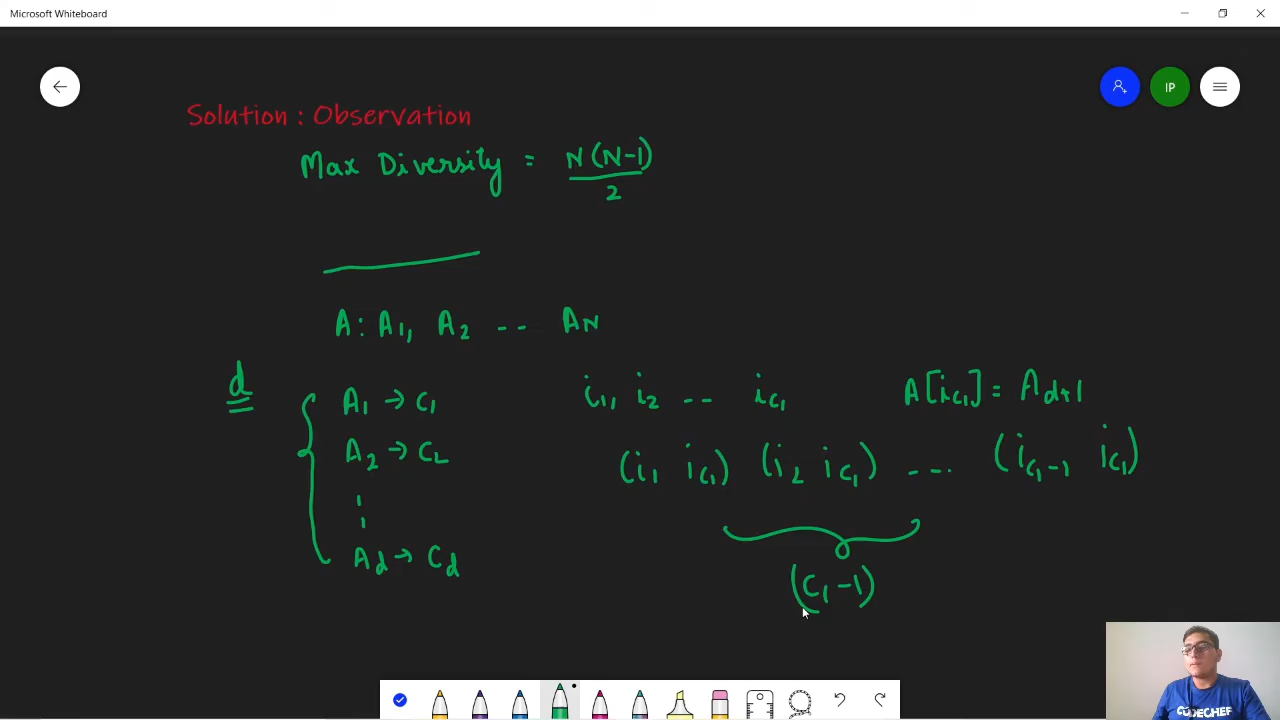 Microsoft Whiteboard
IP
Solution : Observation
Max Diversity = N(N-1)
2
A : A1, A2 -- AN
d
A1 → C1
i1, i2 -- ic1
A[ic1] = Ad+1
A2 → C2
(i1 ic1) (i2 ic1) --- (ic1-1 ic1)
Ad → Cd
(C1-1)
CODECHEF